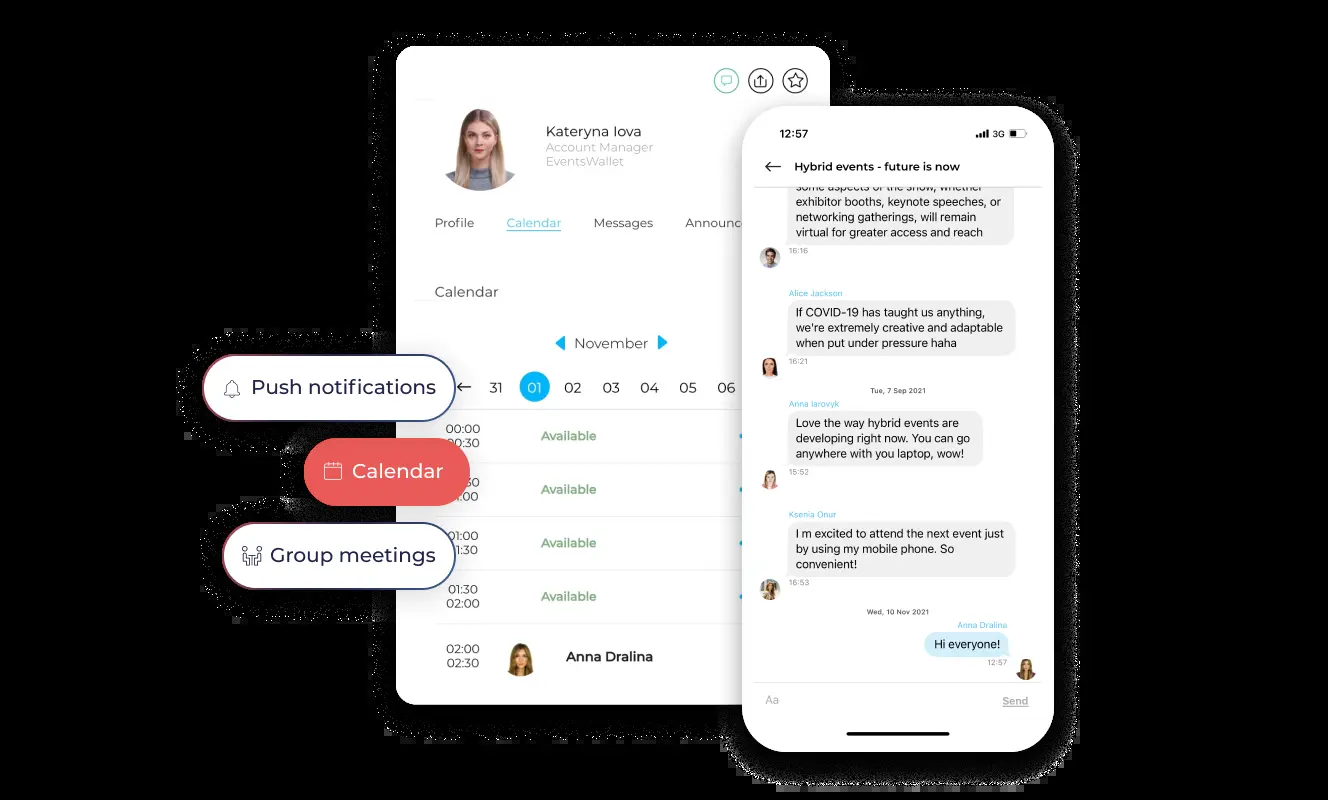 Kateryna Iova
Account Manager
EventsWallet
Profile
Calendar
Messages
Announc
Calendar
November
31 01 02 03 04 05 06
00:00
00:30
Available
:30
:00
Available
01:00
1:30
Available
01:30
02:00
Available
02:00
02:30
Anna Dralina
Push notifications
Calendar
Group meetings
12:57
3G
Hybrid events - future is now
some aspects of the show, whether
exhibitor booths, keynote speeches, or
networking gatherings, will remain
virtual for greater access and reach
16:16
Alice Jackson
If COVID-19 has taught us anything,
we're extremely creative and adaptable
when put under pressure haha
16:21
Tue, 7 Sep 2021
Anna Iarovyk
Love the way hybrid events are
developing right now. You can go
anywhere with you laptop, wow!
15:52
Ksenia Onur
I m excited to attend the next event just
by using my mobile phone. So
convenient!
16:53
Wed, 10 Nov 2021
Anna Dralina
Hi everyone!
12:57
Aa
Send